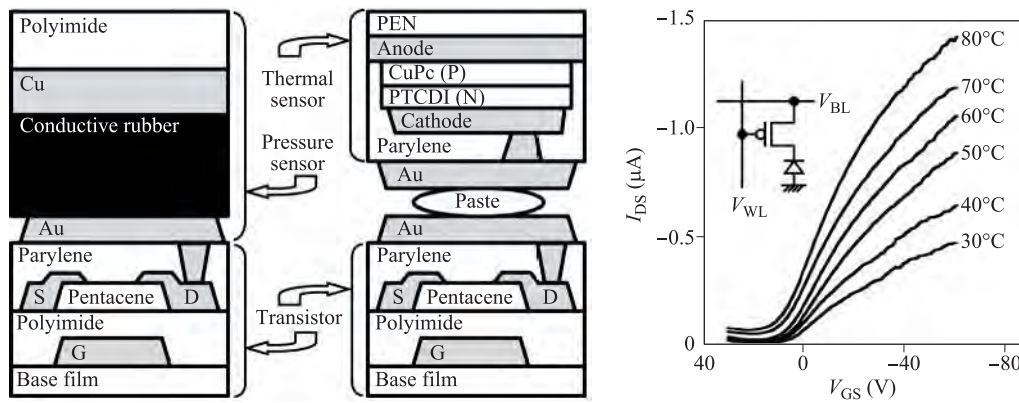 Polyimide
Cu
Conductive rubber
Au
Parylene
S
Pentacene
D
Polyimide
G
Base film
Thermal
sensor
Pressure
sensor
Transistor
PEN
Anode
CuPc (P)
PTCDI (N)
Cathode
Parylene
Au
Paste
Au
Parylene
S
Pentacene
D
Polyimide
G
Base film
−1.5
−1.0
−0.5
0
I_DS (μA)
40
0
−40
−80
V_GS (V)
80°C
70°C
60°C
50°C
40°C
30°C
V_BL
V_WL